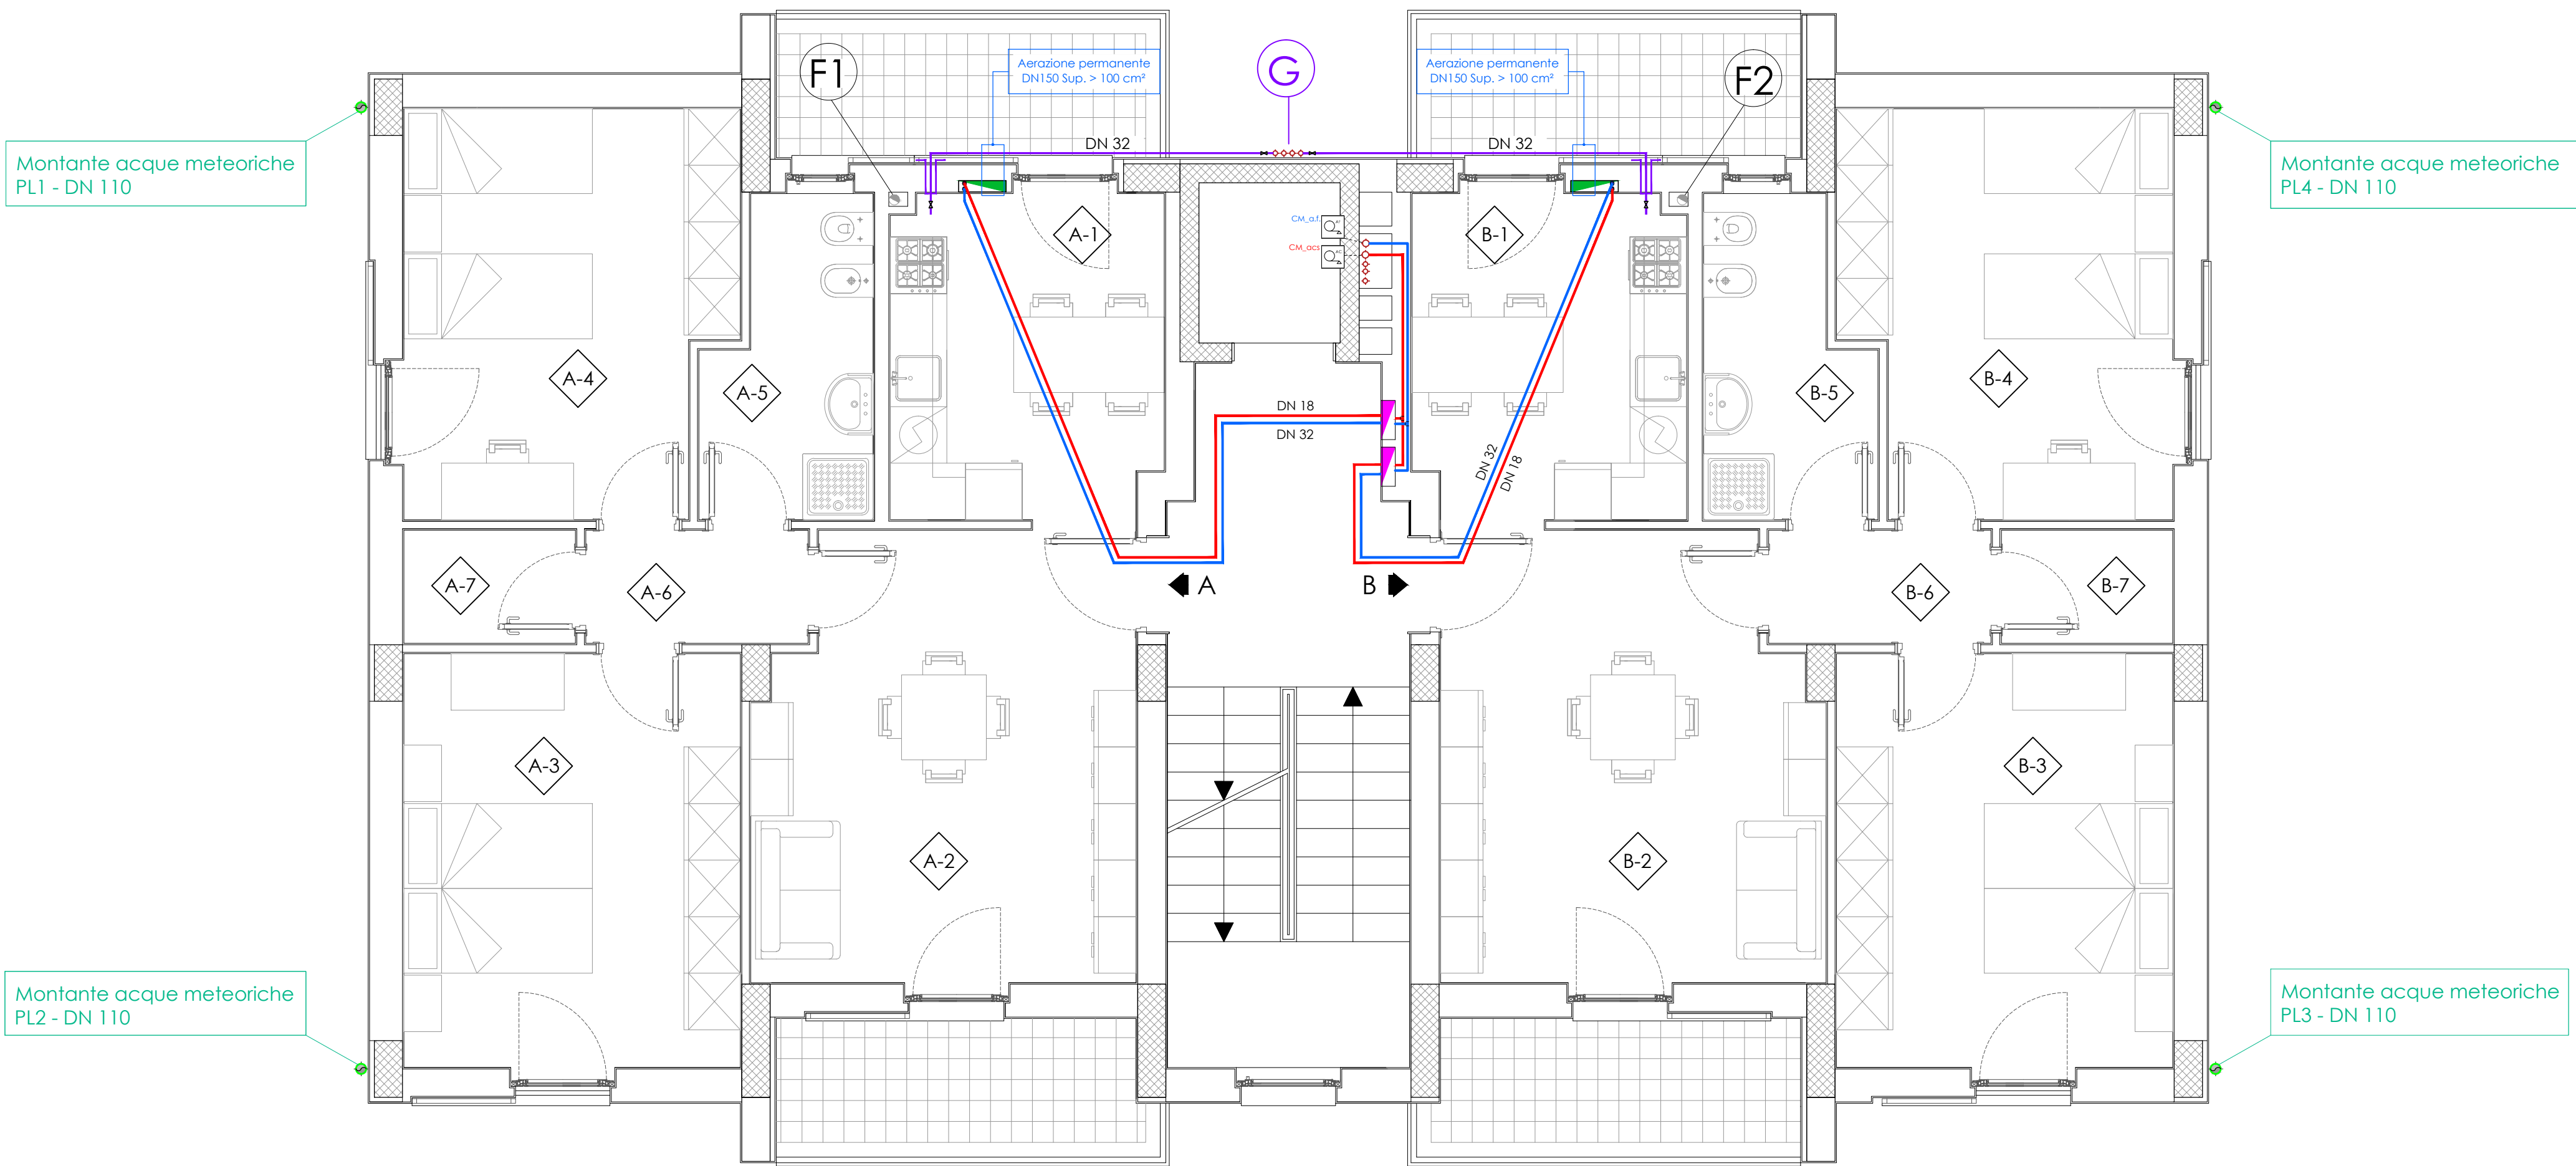 F1
Aerazione permanente
DN150 Sup. > 100 cm²
G
Aerazione permanente
DN150 Sup. > 100 cm²
F2
DN 32
DN 32
Montante acque meteoriche
PL1 - DN 110
Montante acque meteoriche
PL4 - DN 110
CM_a.f.
CM_acs
A-1
B-1
A-4
A-5
B-5
B-4
DN 18
DN 32
DN 32
DN 18
A-7
A-6
A
B
B-6
B-7
A-3
B-3
A-2
B-2
Montante acque meteoriche
PL2 - DN 110
Montante acque meteoriche
PL3 - DN 110